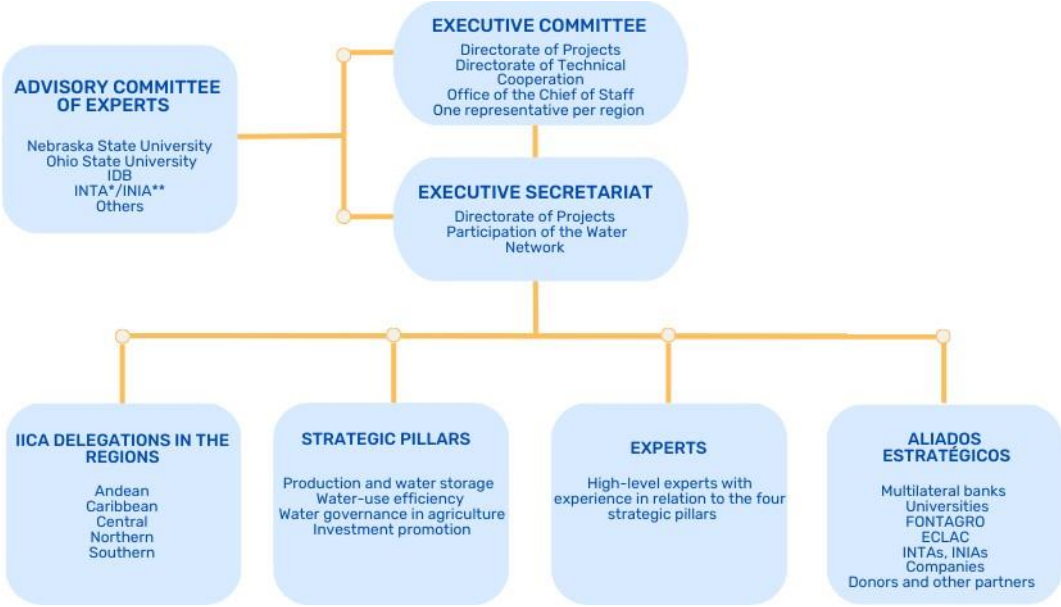 EXECUTIVE COMMITTEE
Directorate of Projects
Directorate of Technical
Cooperation
Office of the Chief of Staff
One representative per region
ADVISORY COMMITTEE
OF EXPERTS
Nebraska State University
Ohio State University
IDB
INTA*/INIA**
Others
EXECUTIVE SECRETARIAT
Directorate of Projects
Participation of the Water
Network
IICA DELEGATIONS IN THE
REGIONS
Andean
Caribbean
Central
Northern
Southern
STRATEGIC PILLARS
Production and water storage
Water-use efficiency
Water governance in agriculture
Investment promotion
EXPERTS
High-level experts with
experience in relation to the four
strategic pillars
ALIADOS
ESTRATÉGICOS
Multilateral banks
Universities
FONTAGRO
ECLAC
INTAs, INIAs
Companies
Donors and other partners